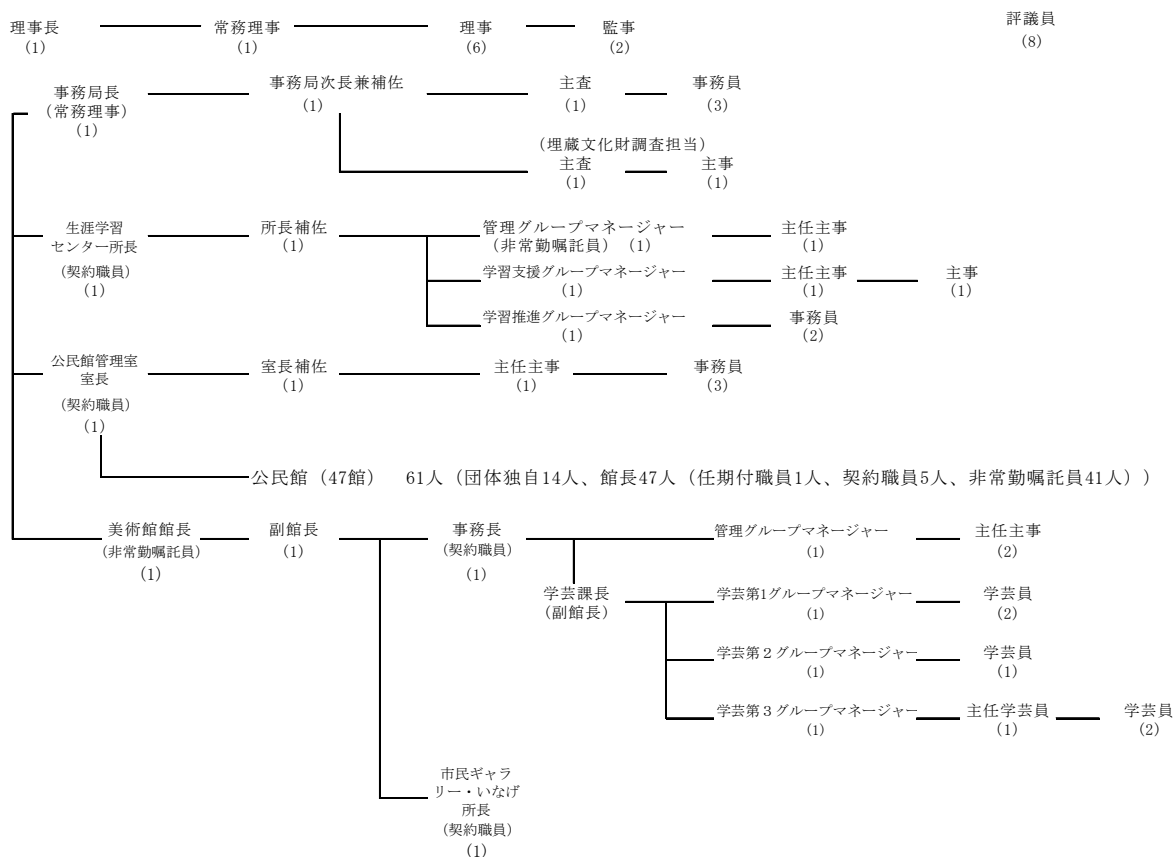 理事長 常務理事 理事 監事 評議員
(1) (1) (6) (2) (8)
事務局長 事務局次長兼補佐 主査 事務員
(常務理事) (1) (1) (3)
(1)
(埋蔵文化財調査担当)
主査 主事
(1) (1)
生涯学習 所長補佐 管理グループマネージャー 主任主事
センター所長 (1) (非常勤嘱託員) (1) (1)
(契約職員) 学習支援グループマネージャー 主任主事 主事
(1) (1) (1) (1)
学習推進グループマネージャー 事務員
(1) (2)
公民館管理室 室長補佐 主任主事 事務員
室長 (1) (1) (3)
(契約職員)
(1)
公民館(47館) 61人(団体独自14人、館長47人(任期付職員1人、契約職員5人、非常勤嘱託員41人))
美術館館長 副館長 事務長 管理グループマネージャー 主任主事
(非常勤嘱託員) (1) (契約職員) (1) (2)
(1) (1)
学芸課長 学芸第1グループマネージャー 学芸員
(副館長) (1) (2)
学芸第2グループマネージャー 学芸員
(1) (1)
学芸第3グループマネージャー 主任学芸員 学芸員
(1) (1) (2)
市民ギャラ
リー・いなげ
所長
(契約職員)
(1)